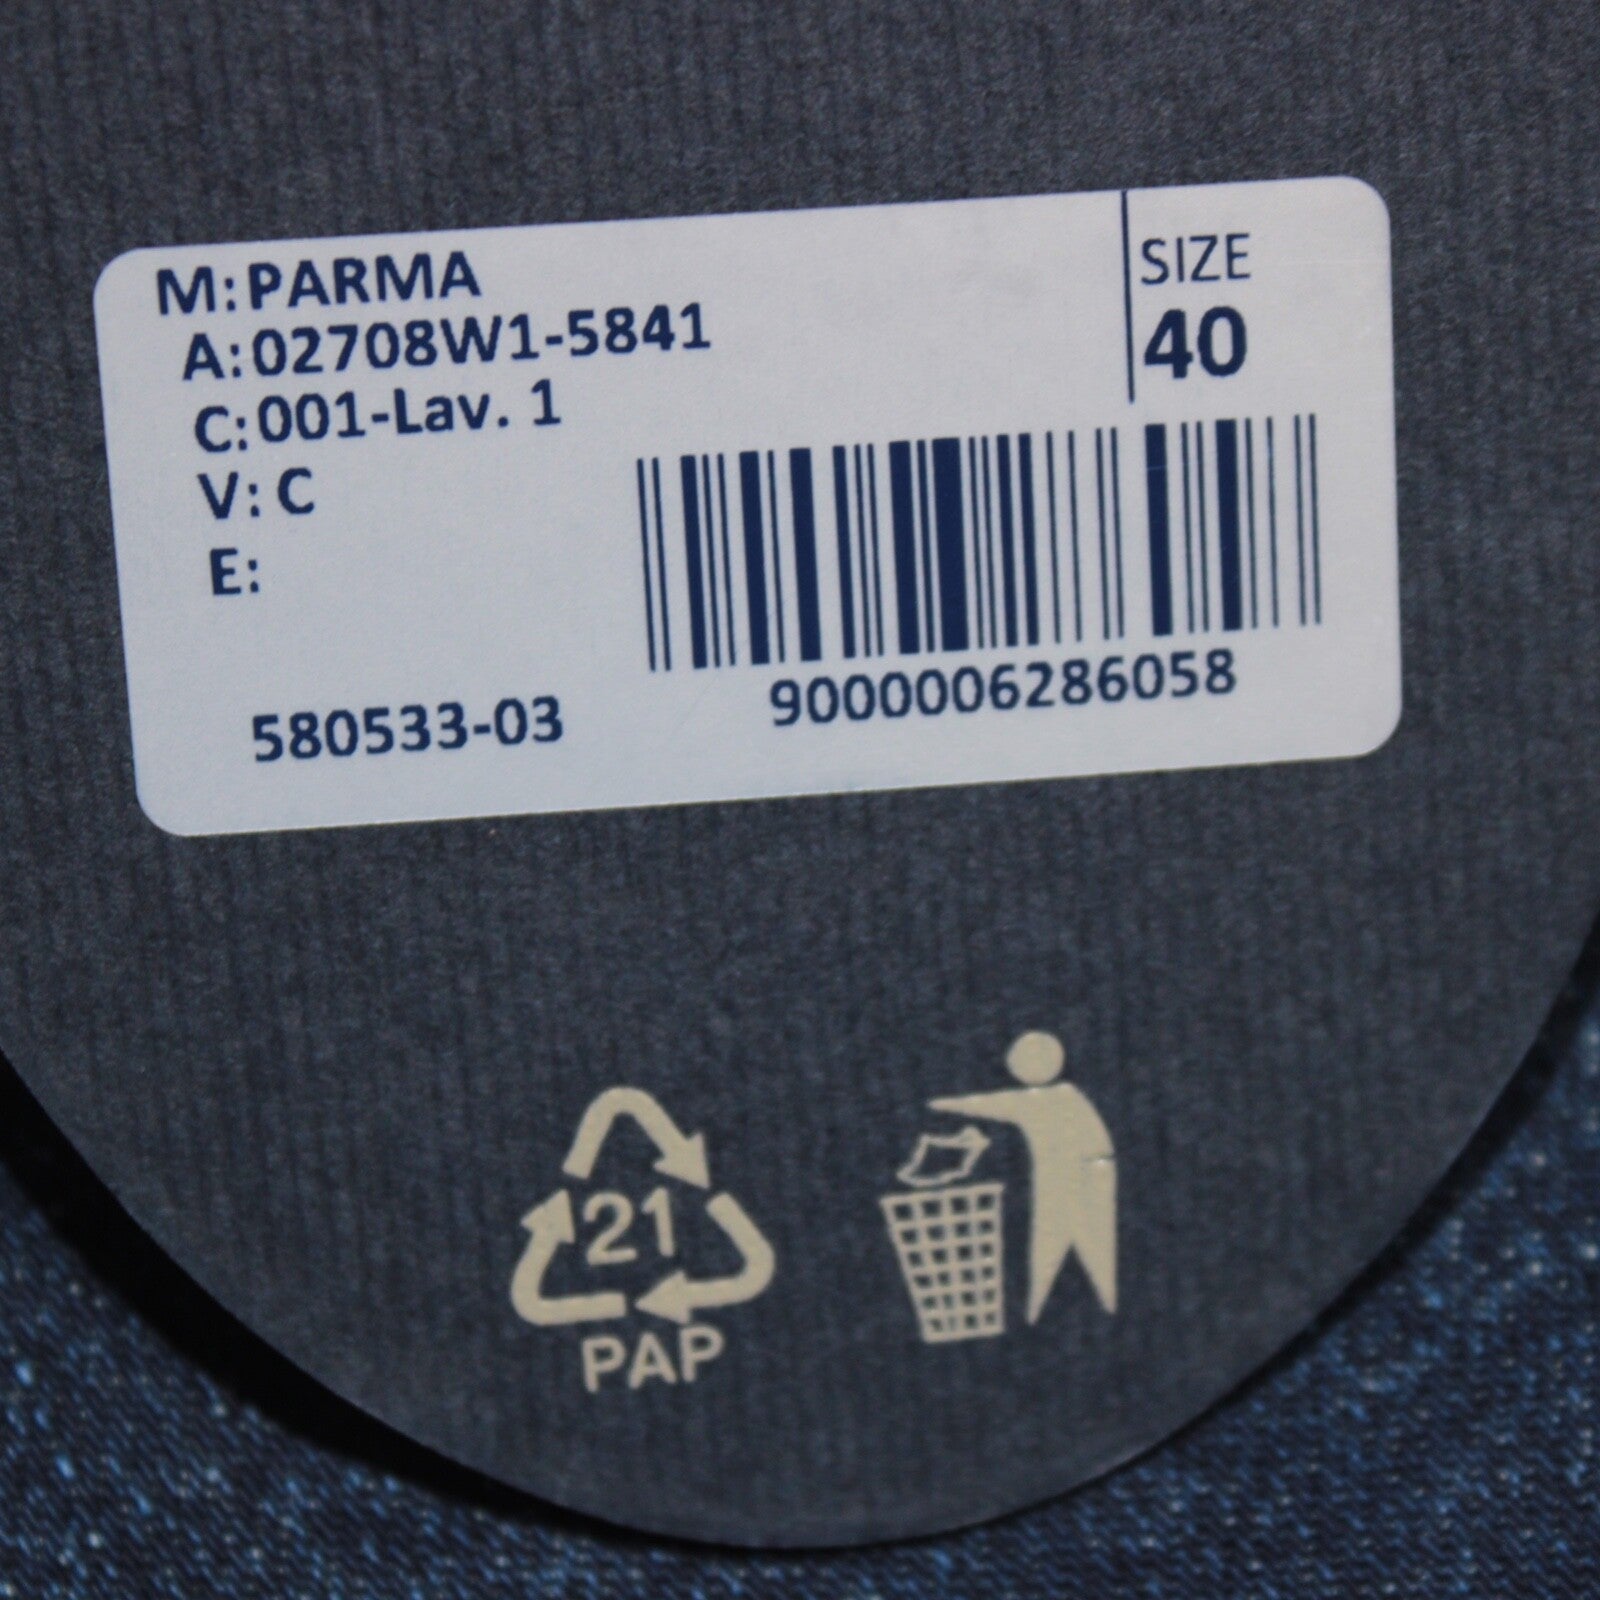 M:PARMA
A:02708W1-5841
C:001-Lav. 1
V: C
E:
SIZE
40
9000006286058
580533-03
21
PAP